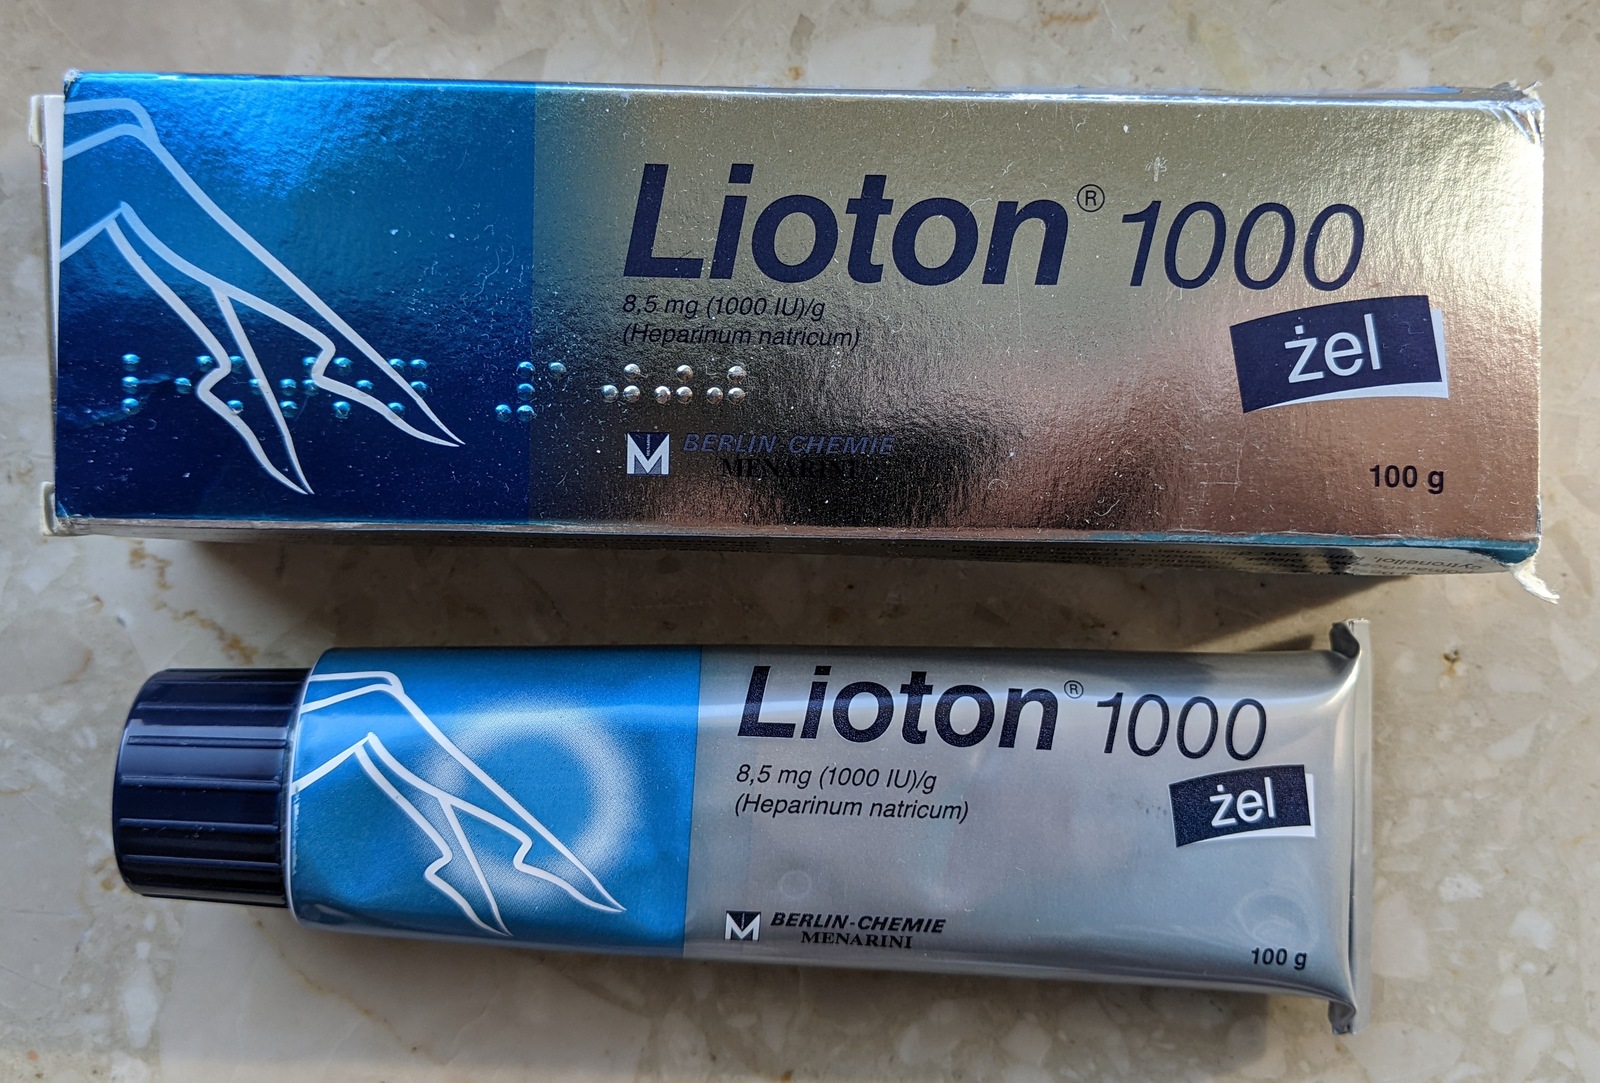 Lioton® 1000
8,5 mg (1000 IU)/g
(Heparinum natricum)
żel
BERLIN-CHEMIE
MENARINI
100 g
Lioton® 1000
8,5 mg (1000 IU)/g
(Heparinum natricum)
żel
BERLIN-CHEMIE
MENARINI
100 g